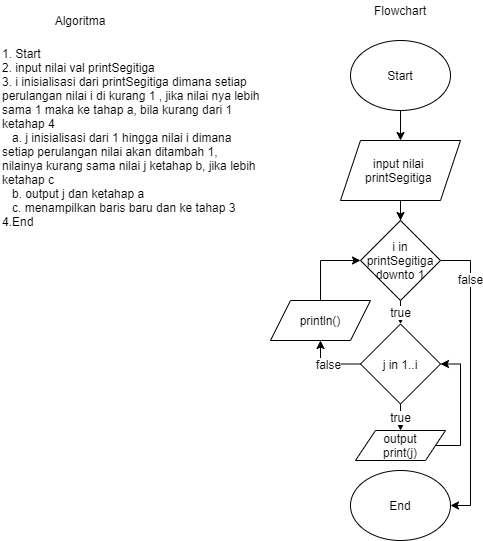 Algoritma
1. Start
2. input nilai val printSegitiga
3. i inisialisasi dari printSegitiga dimana setiap
perulangan nilai i di kurang 1 , jika nilai nya lebih
sama 1 maka ke tahap a, bila kurang dari 1
ketahap 4
a. j inisialisasi dari 1 hingga nilai i dimana
setiap perulangan nilai akan ditambah 1,
nilainya kurang sama nilai j ketahap b, jika lebih
ketahap c
b. output j dan ketahap a
c. menampilkan baris baru dan ke tahap 3
4.End
Flowchart
Start
input nilai
printSegitiga
i in
printSegitiga
downto 1
false
true
println()
false
j in 1..i
true
output
print(j)
End